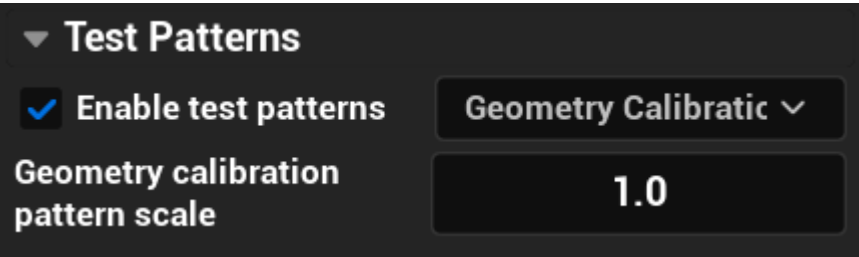 Test Patterns
Enable test patterns
Geometry Calibratic
Geometry calibration
pattern scale
1.0